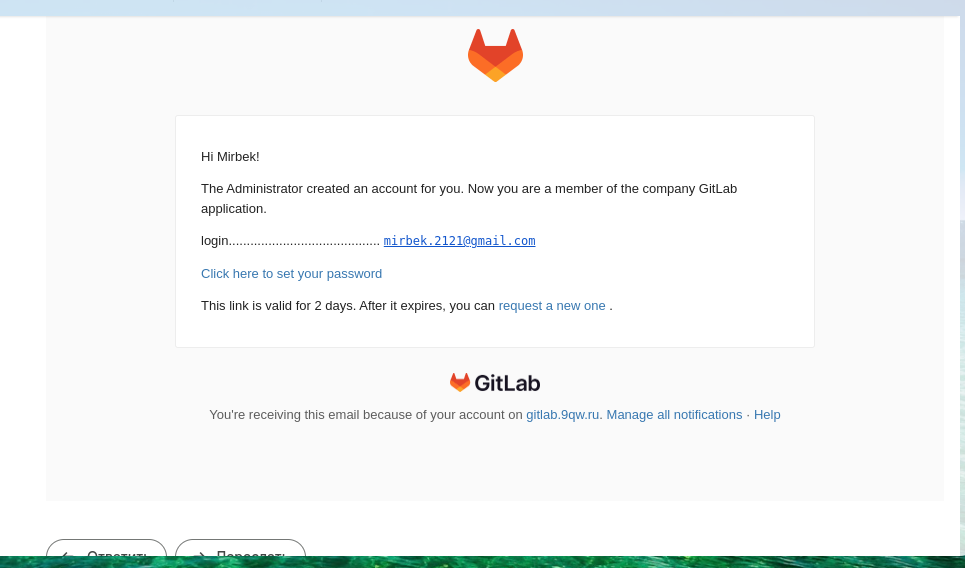 Hi Mirbek!
The Administrator created an account for you. Now you are a member of the company GitLab
application.
login.......................................... mirbek.2121@gmail.com
Click here to set your password
This link is valid for 2 days. After it expires, you can request a new one .
GitLab
You're receiving this email because of your account on gitlab.9qw.ru. Manage all notifications · Help
Ответить Переслать